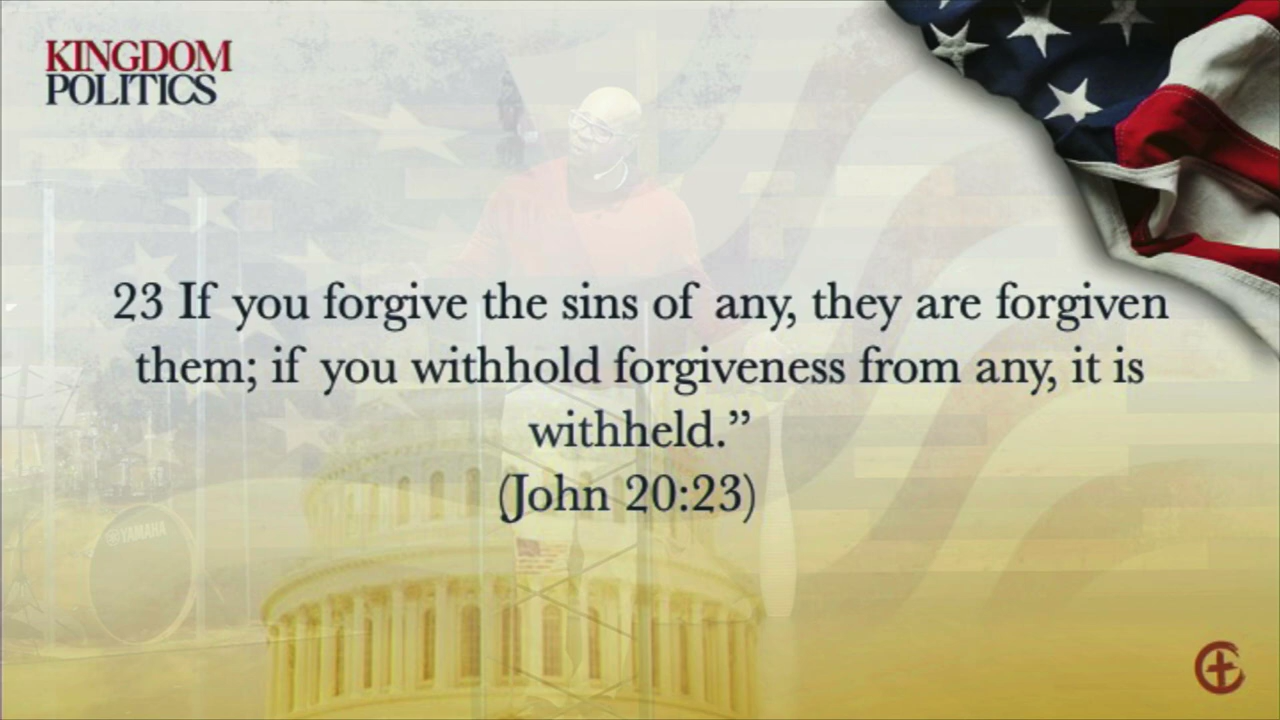 KINGDOM
POLITICS
23 If you forgive the sins of any, they are forgiven
them; if you withhold forgiveness from any, it is
withheld.”
(John 20:23)
YAMAHA